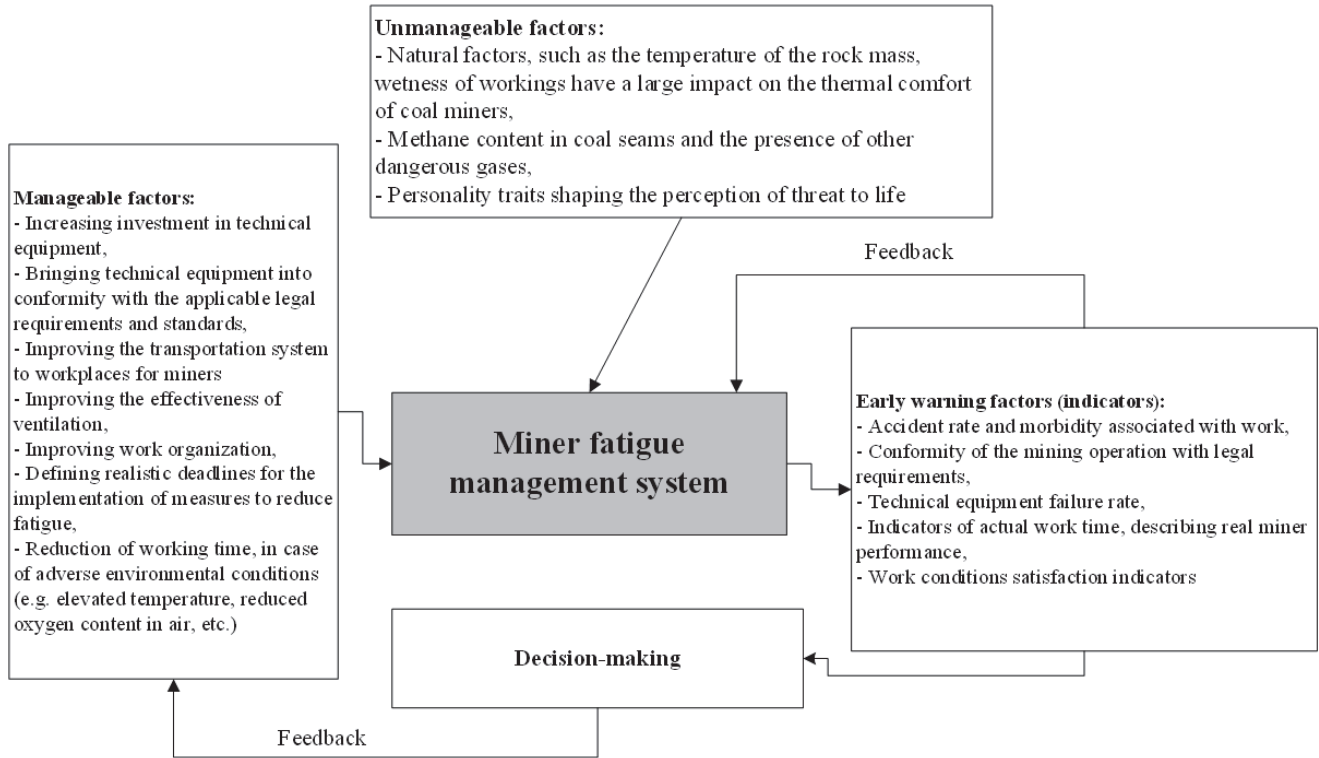 Unmanageable factors:
- Natural factors, such as the temperature of the rock mass,
wetness of workings have a large impact on the thermal comfort
of coal miners,
- Methane content in coal seams and the presence of other
dangerous gases,
- Personality traits shaping the perception of threat to life
Manageable factors:
- Increasing investment in technical
equipment,
- Bringing technical equipment into
conformity with the applicable legal
requirements and standards,
- Improving the transportation system
to workplaces for miners
- Improving the effectiveness of
ventilation,
- Improving work organization,
- Defining realistic deadlines for the
implementation of measures to reduce
fatigue,
- Reduction of working time, in case
of adverse environmental conditions
(e.g. elevated temperature, reduced
oxygen content in air, etc.)
Feedback
Miner fatigue
management system
Early warning factors (indicators):
- Accident rate and morbidity associated with work,
- Conformity of the mining operation with legal
requirements,
- Technical equipment failure rate,
- Indicators of actual work time, describing real miner
performance,
- Work conditions satisfaction indicators
Decision-making
Feedback